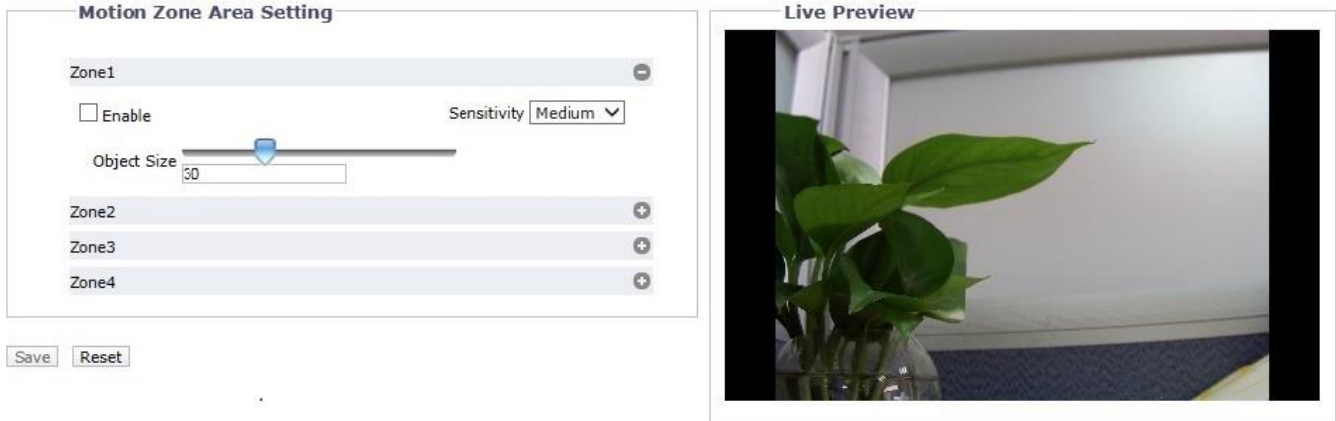 Motion Zone Area Setting
Zone1
Enable
Sensitivity Medium
Object Size
30
Zone2
Zone3
Zone4
Save Reset
Live Preview